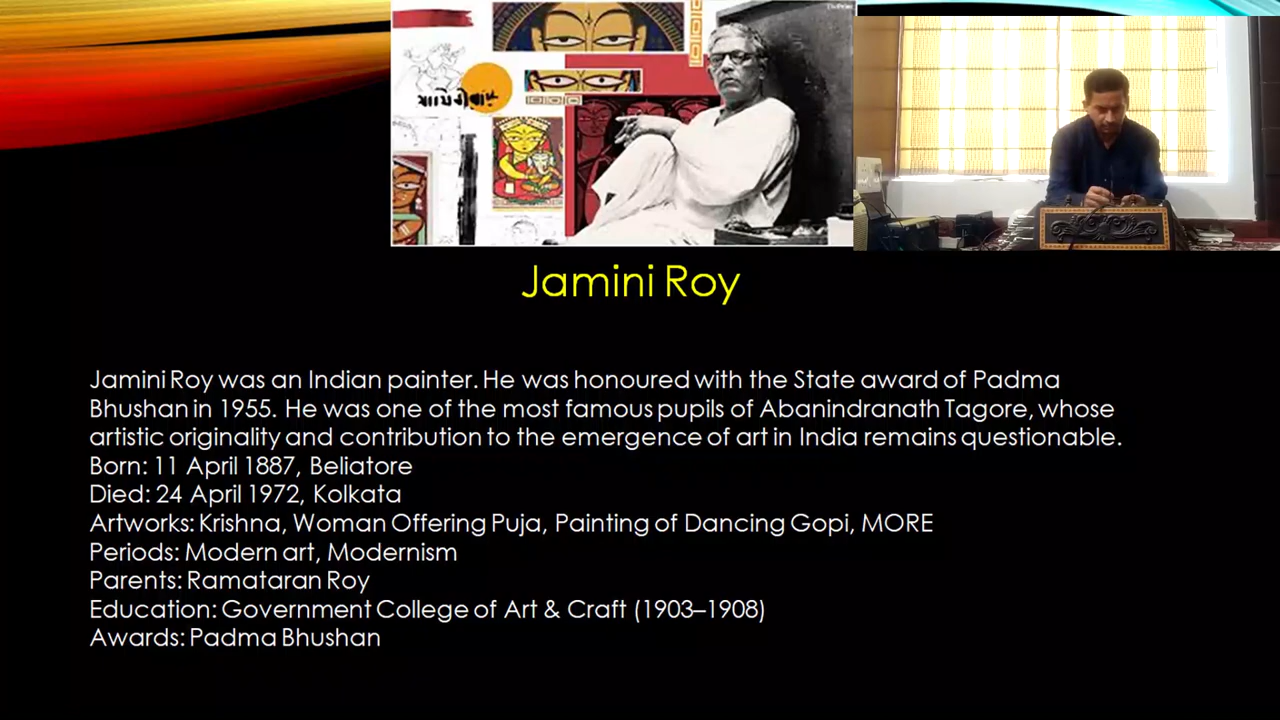 Jamini Roy
Jamini Roy was an Indian painter. He was honoured with the State award of Padma
Bhushan in 1955. He was one of the most famous pupils of Abanindranath Tagore, whose
artistic originality and contribution to the emergence of art in India remains questionable.
Born: 11 April 1887, Beliatore
Died: 24 April 1972, Kolkata
Artworks: Krishna, Woman Offering Puja, Painting of Dancing Gopi, MORE
Periods: Modern art, Modernism
Parents: Ramataran Roy
Education: Government College of Art & Craft (1903–1908)
Awards: Padma Bhushan